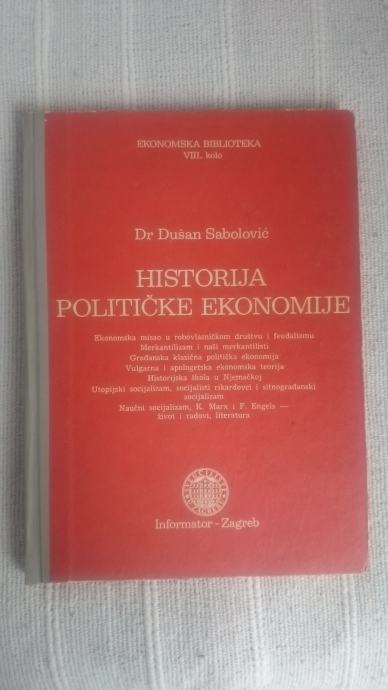 EKONOMSKA BIBLIOTEKA
VIII. kolo
Dr Dušan Sabolović
HISTORIJA
POLITIČKE EKONOMIJE
Ekonomska misao u robovlasničkom društvu i feudalizmu
Merkantilizam i naši merkantilisti
Građanska klasična politička ekonomija
Vulgarna i apologetska ekonomska teorija
Historijska škola u Njemačkoj
Utopijski socijalizam, socijalisti rikardovci i sitnograđanski
socijalizam
Naučni socijalizam, K. Marx i F. Engels —
život i radovi, literatura
Informator - Zagreb